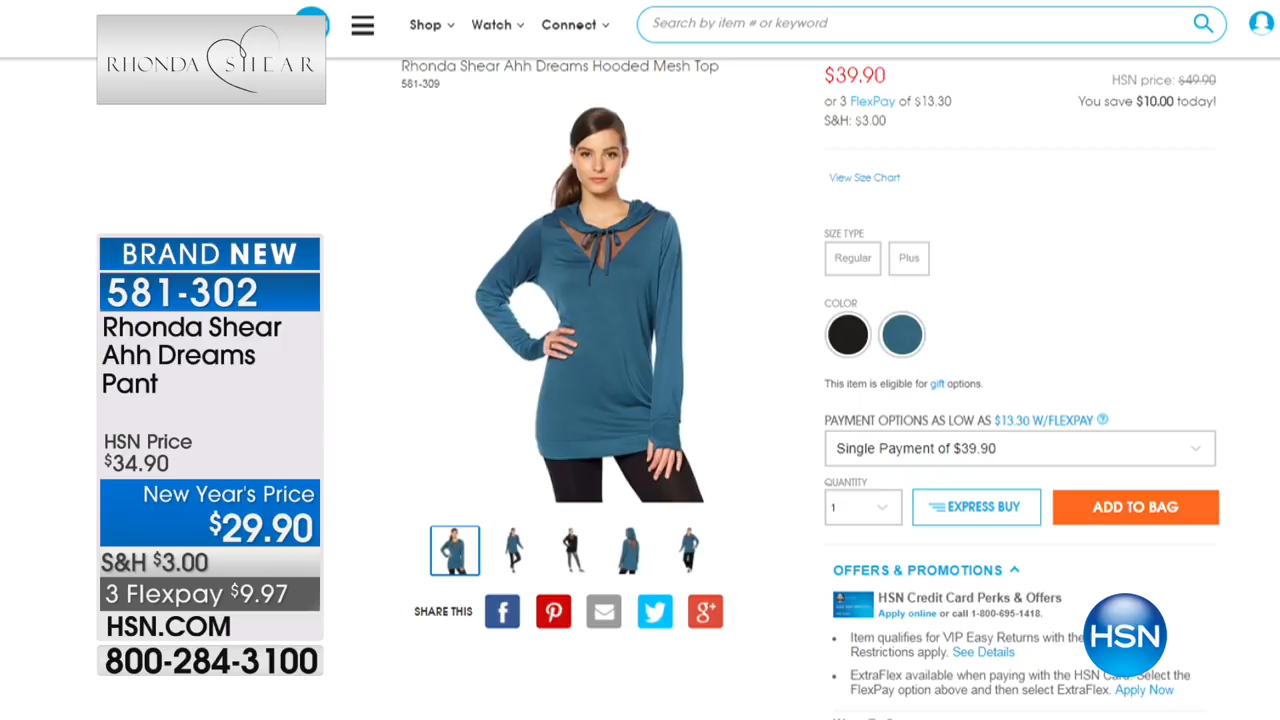 RHONDA SHEAR
Shop
Watch
Connect
Search by item # or keyword
BRAND NEW
581-302
Rhonda Shear
Ahh Dreams
Pant
HSN Price
$34.90
New Year's Price
$29.90
S&H $3.00
3 Flexpay $9.97
HSN.COM
800-284-3100
Rhonda Shear Ahh Dreams Hooded Mesh Top
581-309
SHARE THIS
f
g+
$39.90
HSN price: $49.90
or 3 FlexPay of $13.30
You save $10.00 today!
S&H: $3.00
View Size Chart
SIZE TYPE
Regular
Plus
COLOR
This item is eligible for gift options.
PAYMENT OPTIONS AS LOW AS $13.30 W/FLEXPAY ?
Single Payment of $39.90
QUANTITY
1
EXPRESS BUY
ADD TO BAG
OFFERS & PROMOTIONS
HSN Credit Card Perks & Offers
Apply online or call 1-800-695-1418.
Item qualifies for VIP Easy Returns with the
Restrictions apply. See Details
ExtraFlex available when paying with the HSN Card. Select the
FlexPay option above and then select ExtraFlex. Apply Now
HSN